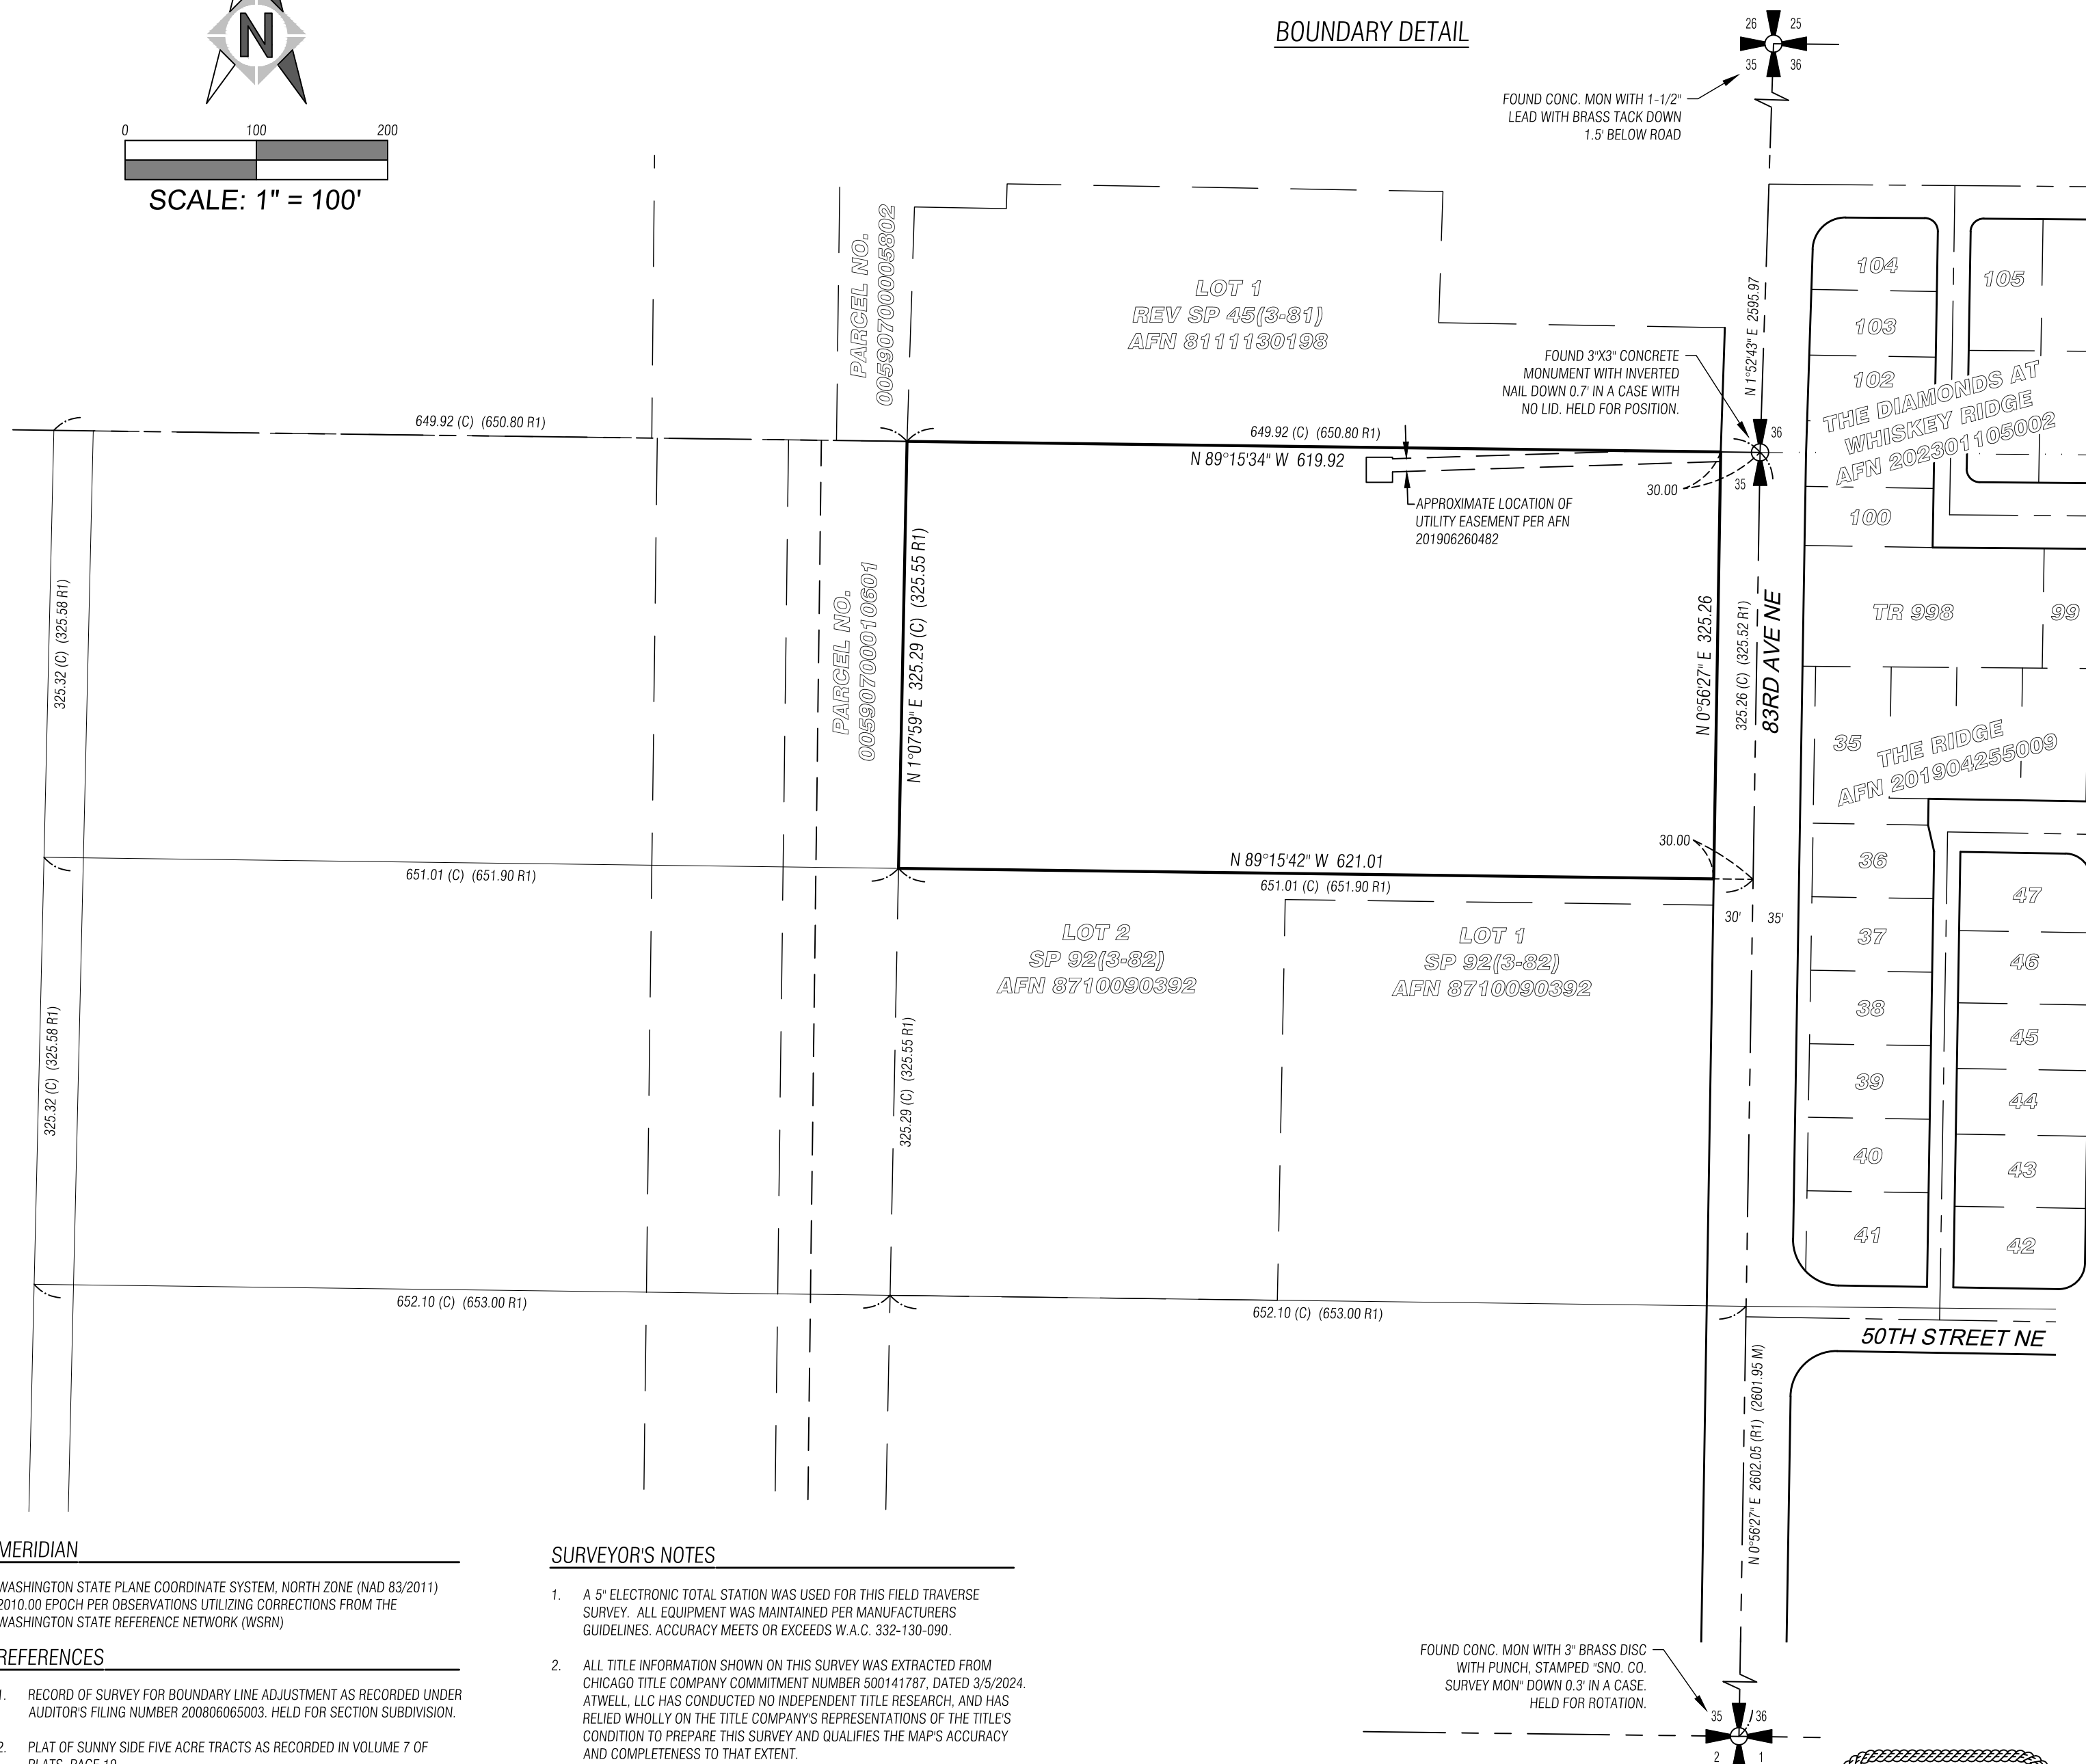 BOUNDARY DETAIL
N
0 100 200
SCALE: 1" = 100'
26 25
35 36
FOUND CONC. MON WITH 1-1/2"
LEAD WITH BRASS TACK DOWN
1.5' BELOW ROAD
PARCEL NO.
00590700005802
LOT 1
REV SP 45(3-81)
AFN 8111130198
FOUND 3"X3" CONCRETE
MONUMENT WITH INVERTED
NAIL DOWN 0.7' IN A CASE WITH
NO LID. HELD FOR POSITION.
N 1°52'43" E 2595.97
36
35
104
103
102
100
105
THE DIAMONDS AT
WHISKEY RIDGE
AFN 202301105002
649.92 (C) (650.80 R1)
649.92 (C) (650.80 R1)
N 89°15'34" W 619.92
30.00
APPROXIMATE LOCATION OF
UTILITY EASEMENT PER AFN
201906260482
325.32 (C) (325.58 R1)
PARCEL NO.
00590700010601
N 1°07'59" E 325.29 (C) (325.55 R1)
N 0°56'27" E 325.26
325.26 (C) (325.52 R1)
83RD AVE NE
TR 998
99
35
THE RIDGE
AFN 201904255009
30.00
N 89°15'42" W 621.01
651.01 (C) (651.90 R1)
651.01 (C) (651.90 R1)
30' 35'
36
37
38
39
40
41
47
46
45
44
43
42
LOT 2
SP 92(3-82)
AFN 8710090392
LOT 1
SP 92(3-82)
AFN 8710090392
325.32 (C) (325.58 R1)
325.29 (C) (325.55 R1)
652.10 (C) (653.00 R1)
652.10 (C) (653.00 R1)
50TH STREET NE
N 0°56'27" E 2602.05 (R1) (2601.95 M)
MERIDIAN
WASHINGTON STATE PLANE COORDINATE SYSTEM, NORTH ZONE (NAD 83/2011)
2010.00 EPOCH PER OBSERVATIONS UTILIZING CORRECTIONS FROM THE
WASHINGTON STATE REFERENCE NETWORK (WSRN)
REFERENCES
1. RECORD OF SURVEY FOR BOUNDARY LINE ADJUSTMENT AS RECORDED UNDER
AUDITOR'S FILING NUMBER 200806065003. HELD FOR SECTION SUBDIVISION.
2. PLAT OF SUNNY SIDE FIVE ACRE TRACTS AS RECORDED IN VOLUME 7 OF
PLATS, PAGE 19
SURVEYOR'S NOTES
1. A 5" ELECTRONIC TOTAL STATION WAS USED FOR THIS FIELD TRAVERSE
SURVEY. ALL EQUIPMENT WAS MAINTAINED PER MANUFACTURERS
GUIDELINES. ACCURACY MEETS OR EXCEEDS W.A.C. 332-130-090.
2. ALL TITLE INFORMATION SHOWN ON THIS SURVEY WAS EXTRACTED FROM
CHICAGO TITLE COMPANY COMMITMENT NUMBER 500141787, DATED 3/5/2024.
ATWELL, LLC HAS CONDUCTED NO INDEPENDENT TITLE RESEARCH, AND HAS
RELIED WHOLLY ON THE TITLE COMPANY'S REPRESENTATIONS OF THE TITLE'S
CONDITION TO PREPARE THIS SURVEY AND QUALIFIES THE MAP'S ACCURACY
AND COMPLETENESS TO THAT EXTENT.
FOUND CONC. MON WITH 3" BRASS DISC
WITH PUNCH, STAMPED "SNO. CO.
SURVEY MON" DOWN 0.3' IN A CASE.
HELD FOR ROTATION.
35 36
2 1